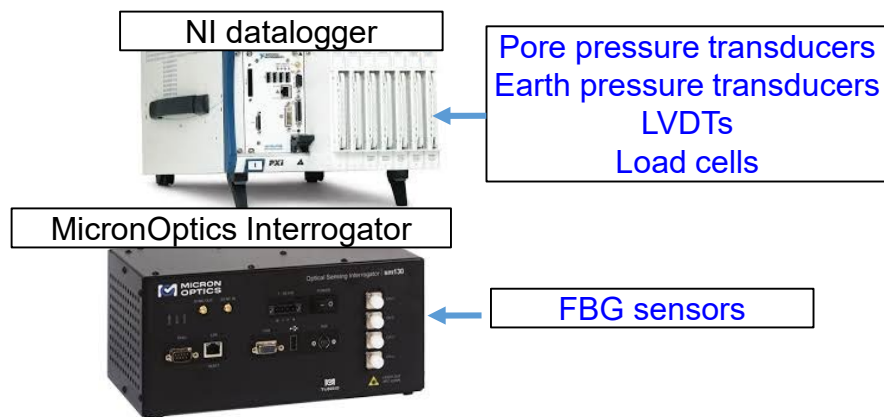 NI datalogger
Pore pressure transducers
Earth pressure transducers
LVDTs
Load cells
PXI
MicronOptics Interrogator
MICRON
OPTICS
Optical Sensing Interrogator | sm130
FBG sensors